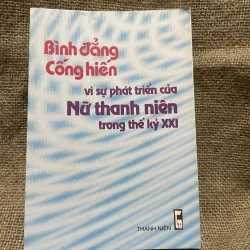 Bình đẳng
Cống hiến
vì sự phát triển của
Nữ thanh niên
trong thế kỷ XXI
THANH NIÊN